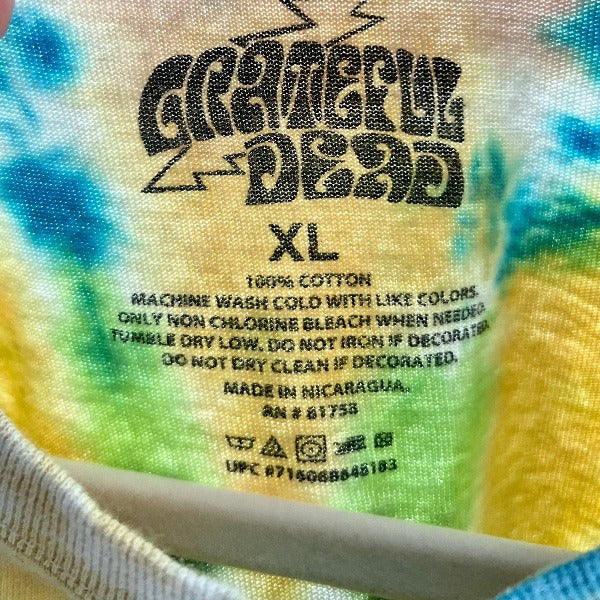 GRATEFUL
DEAD
XL
100% COTTON
MACHINE WASH COLD WITH LIKE COLORS.
ONLY NON CHLORINE BLEACH WHEN NEEDED.
TUMBLE DRY LOW. DO NOT IRON IF DECORATED.
DO NOT DRY CLEAN IF DECORATED.
MADE IN NICARAGUA.
RN # 81758
UPC #716068648183